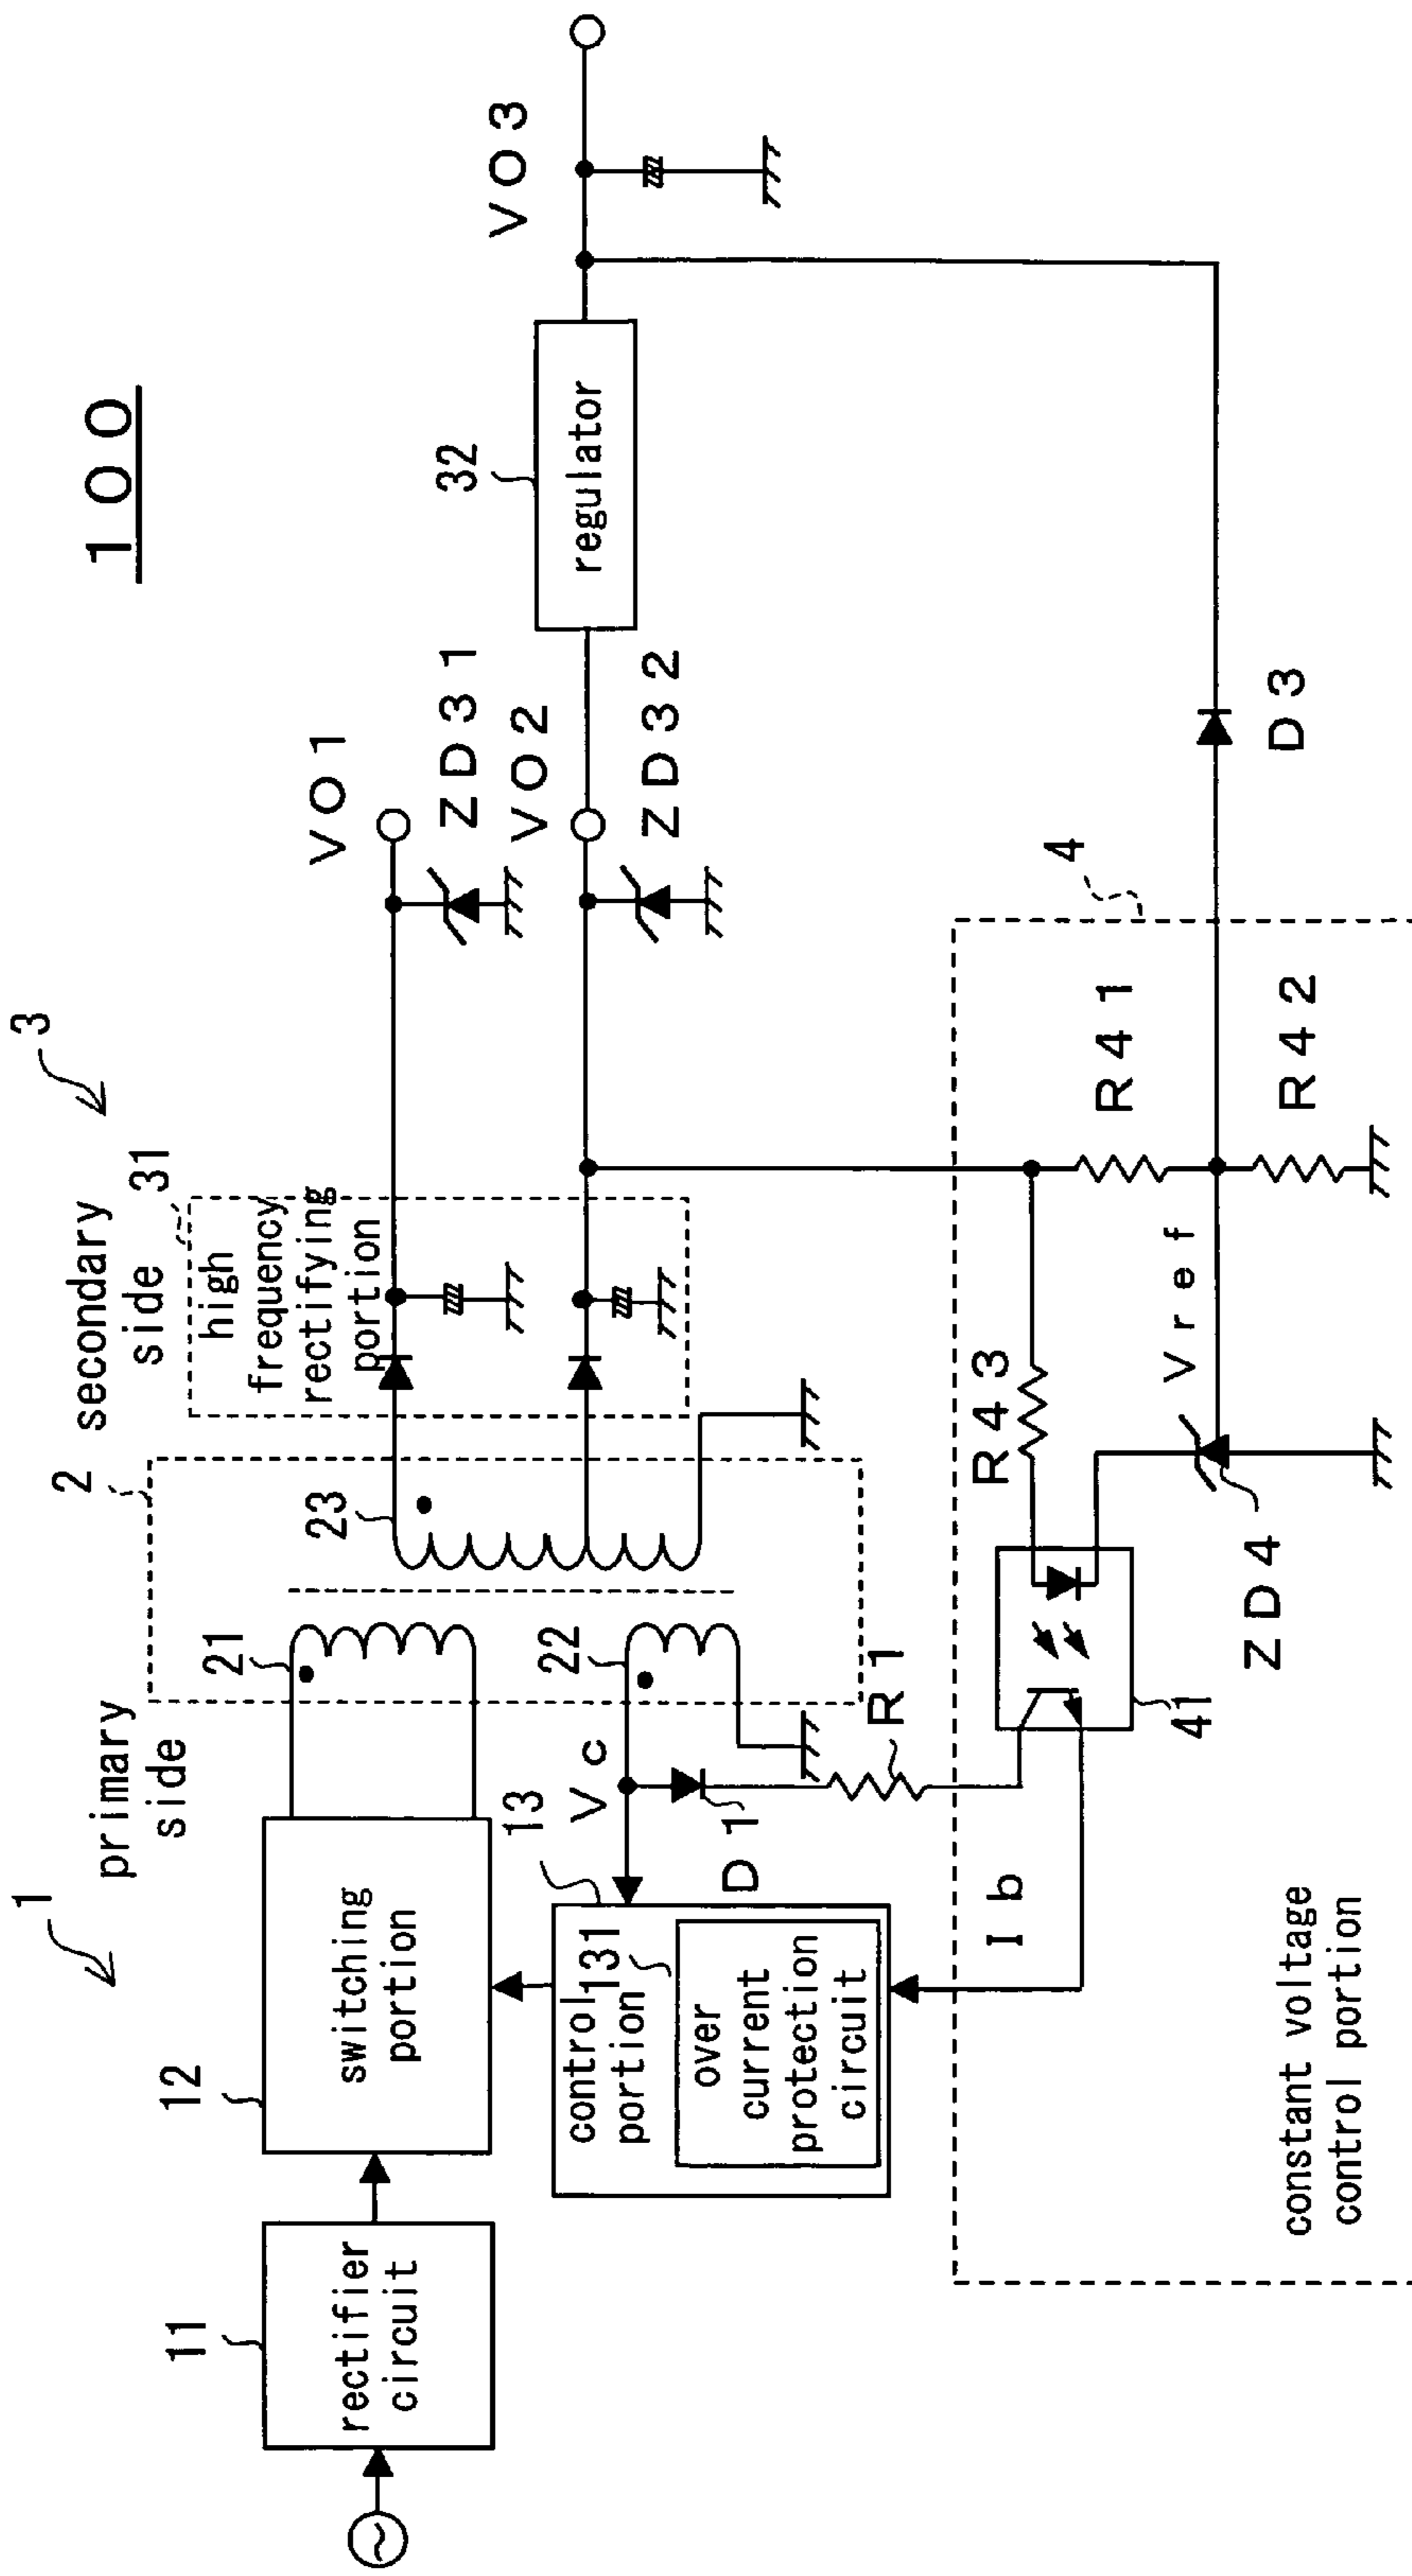 100
1
primary
side
secondary
side
3
2
31
high
frequency
rectifying
portion
11
rectifier
circuit
12
switching
portion
21
22
23
VO1
ZD31
VO2
ZD32
32
regulator
VO3
Vc
13
control
portion
131
over
current
protection
circuit
D1
R1
Ib
41
R43
Vref
ZD4
R41
R42
4
D3
constant voltage
control portion